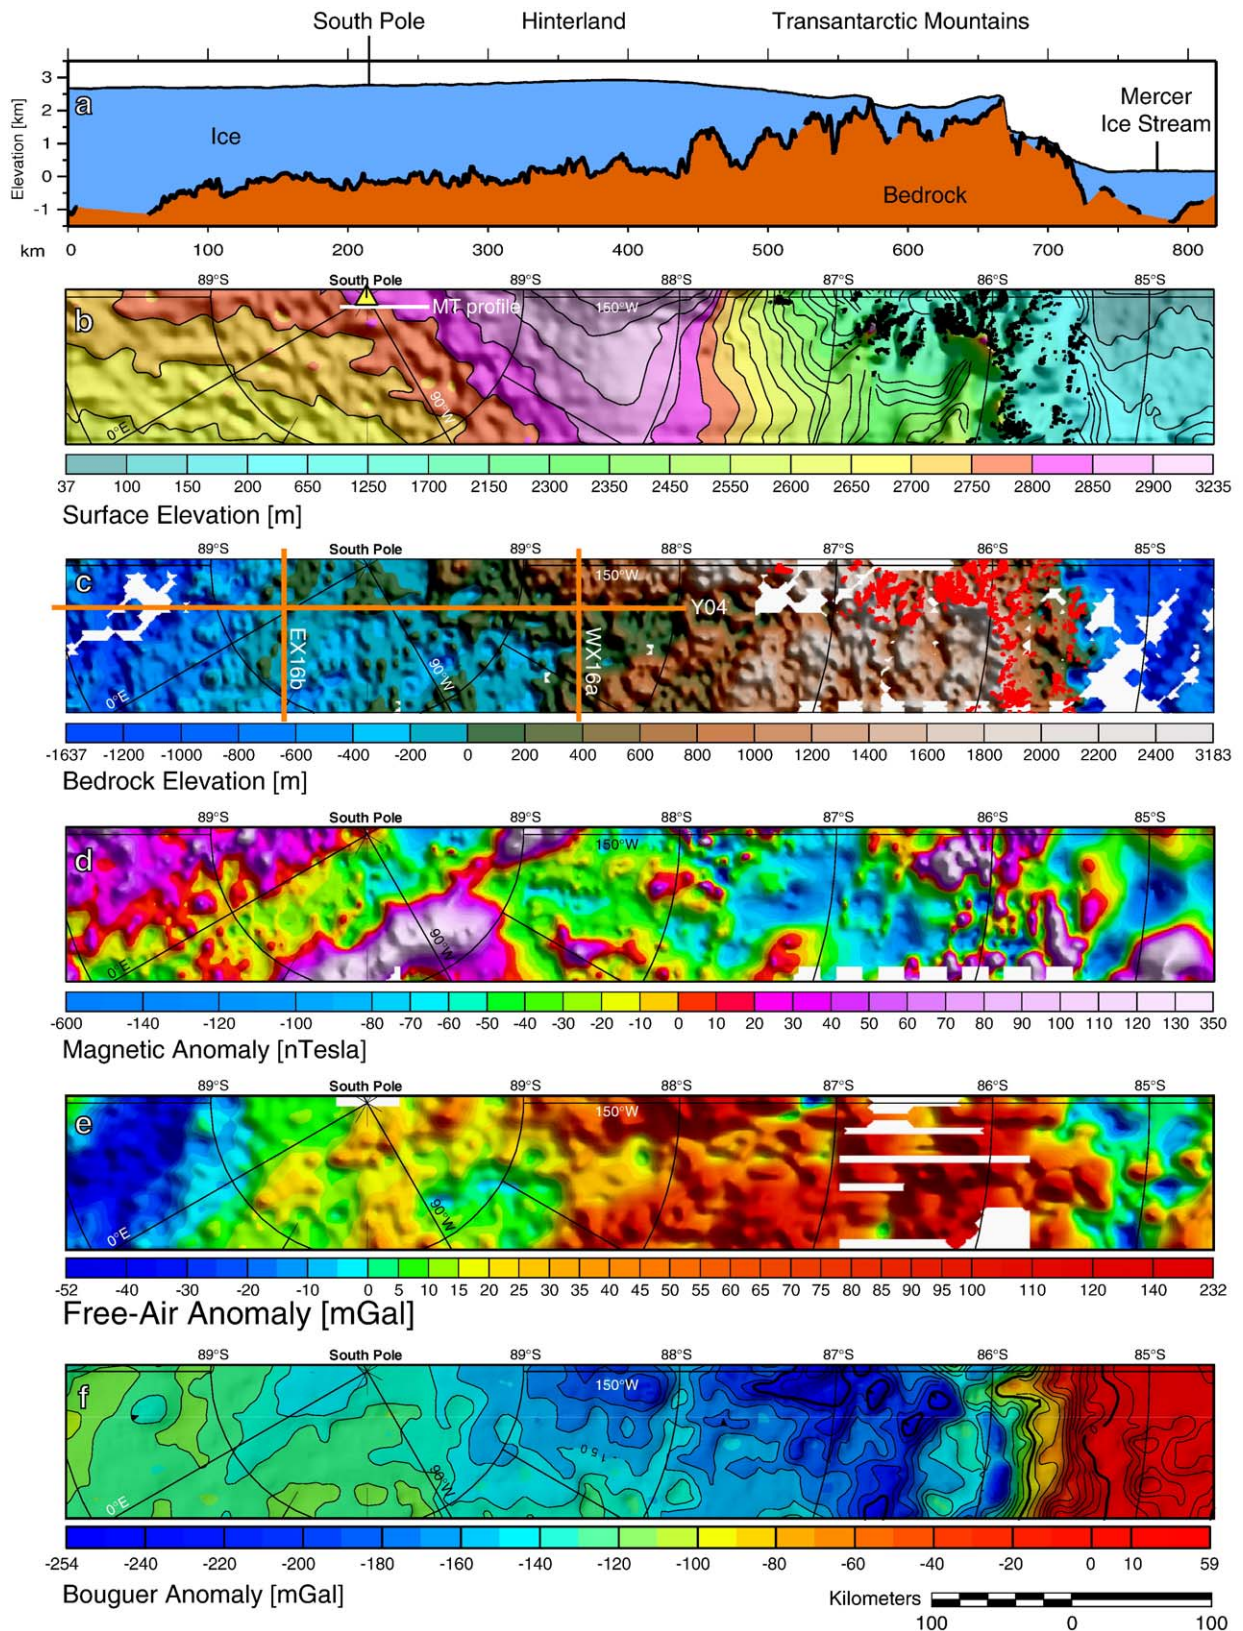 South Pole Hinterland Transantarctic Mountains
3
2
1
0
-1
Elevation [km]
a
Ice
Bedrock
Mercer
Ice Stream
km 0 100 200 300 400 500 600 700 800
89°S South Pole 89°S 88°S 87°S 86°S 85°S
b
MT profile
150°W
90°W
0°E
37 100 150 200 650 1250 1700 2150 2300 2350 2450 2550 2600 2650 2700 2750 2800 2850 2900 3235
Surface Elevation [m]
89°S South Pole 89°S 88°S 87°S 86°S 85°S
c
150°W
Y04
EX16b
WX16a
90°W
0°E
-1637 -1200 -1000 -800 -600 -400 -200 0 200 400 600 800 1000 1200 1400 1600 1800 2000 2200 2400 3183
Bedrock Elevation [m]
89°S South Pole 89°S 88°S 87°S 86°S 85°S
d
150°W
90°W
0°E
-600 -140 -120 -100 -80 -70 -60 -50 -40 -30 -20 -10 0 10 20 30 40 50 60 70 80 90 100 110 120 130 350
Magnetic Anomaly [nTesla]
89°S South Pole 89°S 88°S 87°S 86°S 85°S
e
150°W
90°W
0°E
-52 -40 -30 -20 -10 0 5 10 15 20 25 30 35 40 45 50 55 60 65 70 75 80 85 90 95 100 110 120 140 232
Free-Air Anomaly [mGal]
89°S South Pole 89°S 88°S 87°S 86°S 85°S
f
150°W
90°W
0°E
-254 -240 -220 -200 -180 -160 -140 -120 -100 -80 -60 -40 -20 0 10 59
Bouguer Anomaly [mGal]
Kilometers
100 0 100